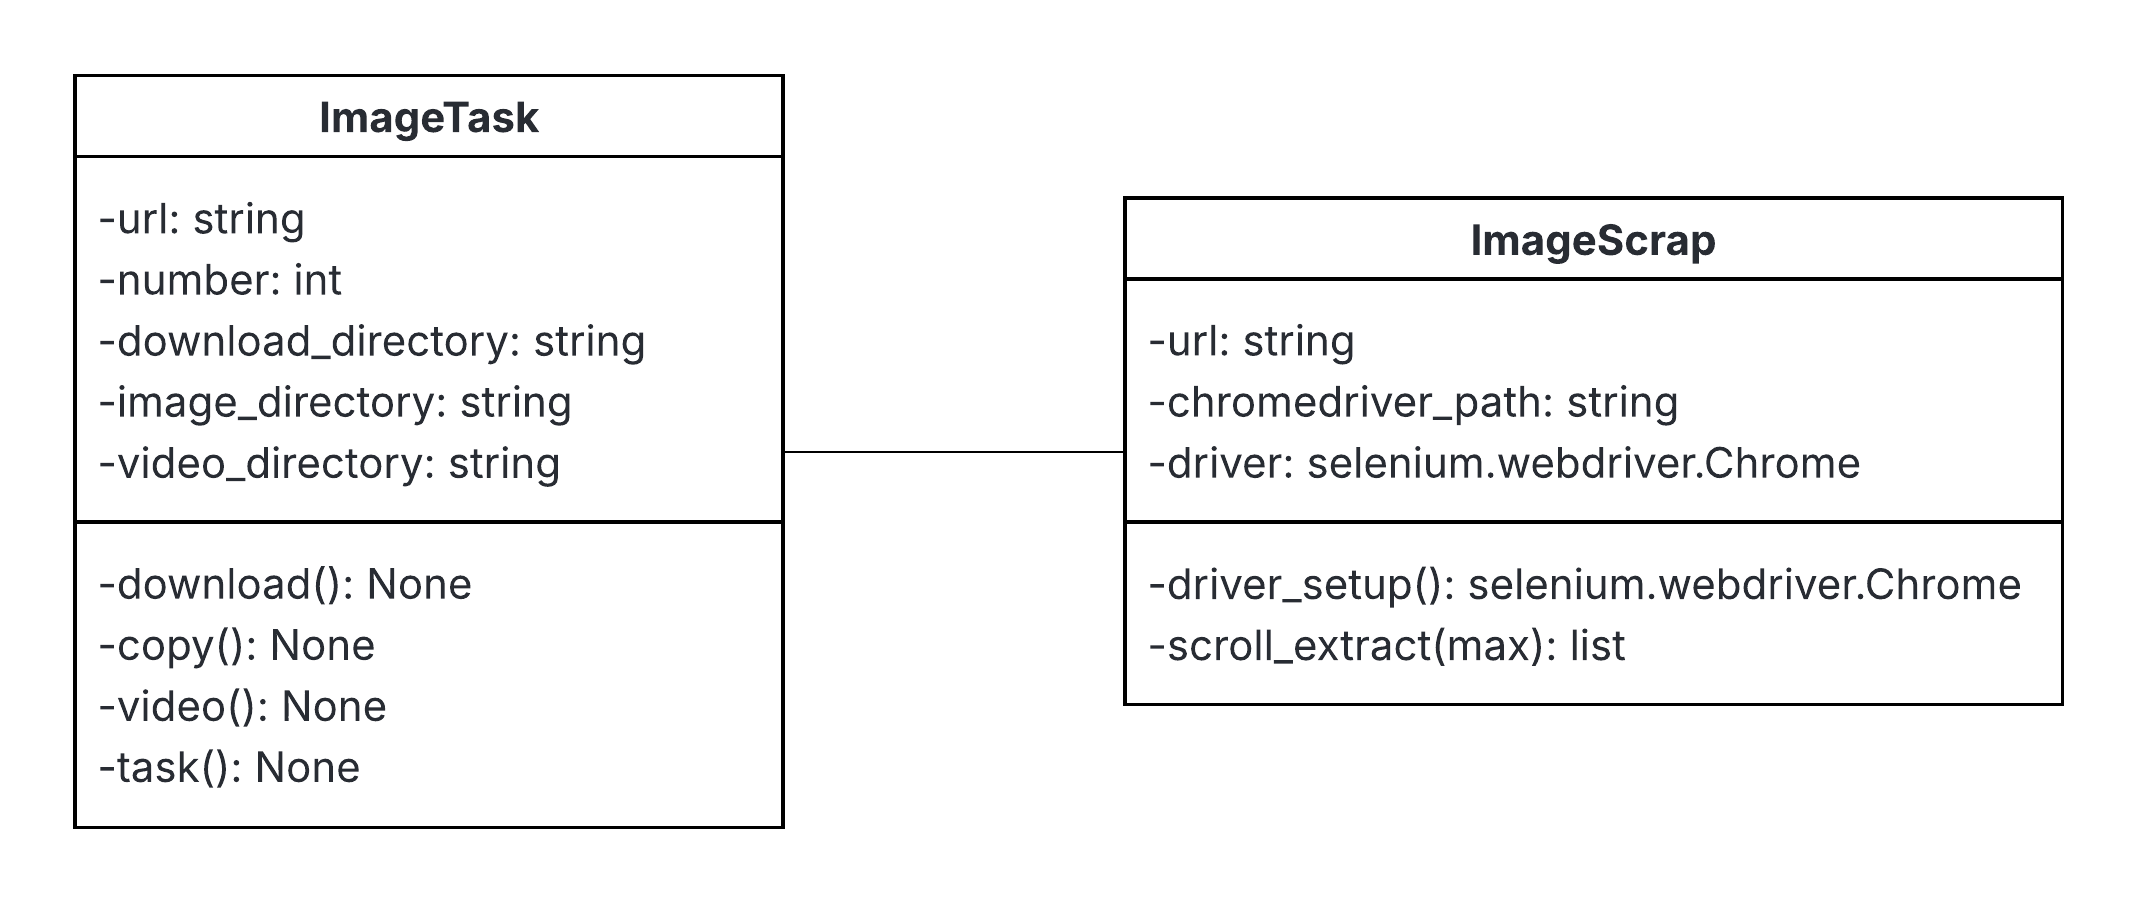 ImageTask
-url: string
-number: int
-download_directory: string
-image_directory: string
-video_directory: string
-download(): None
-copy(): None
-video(): None
-task(): None
ImageScrap
-url: string
-chromedriver_path: string
-driver: selenium.webdriver.Chrome
-driver_setup(): selenium.webdriver.Chrome
-scroll_extract(max): list